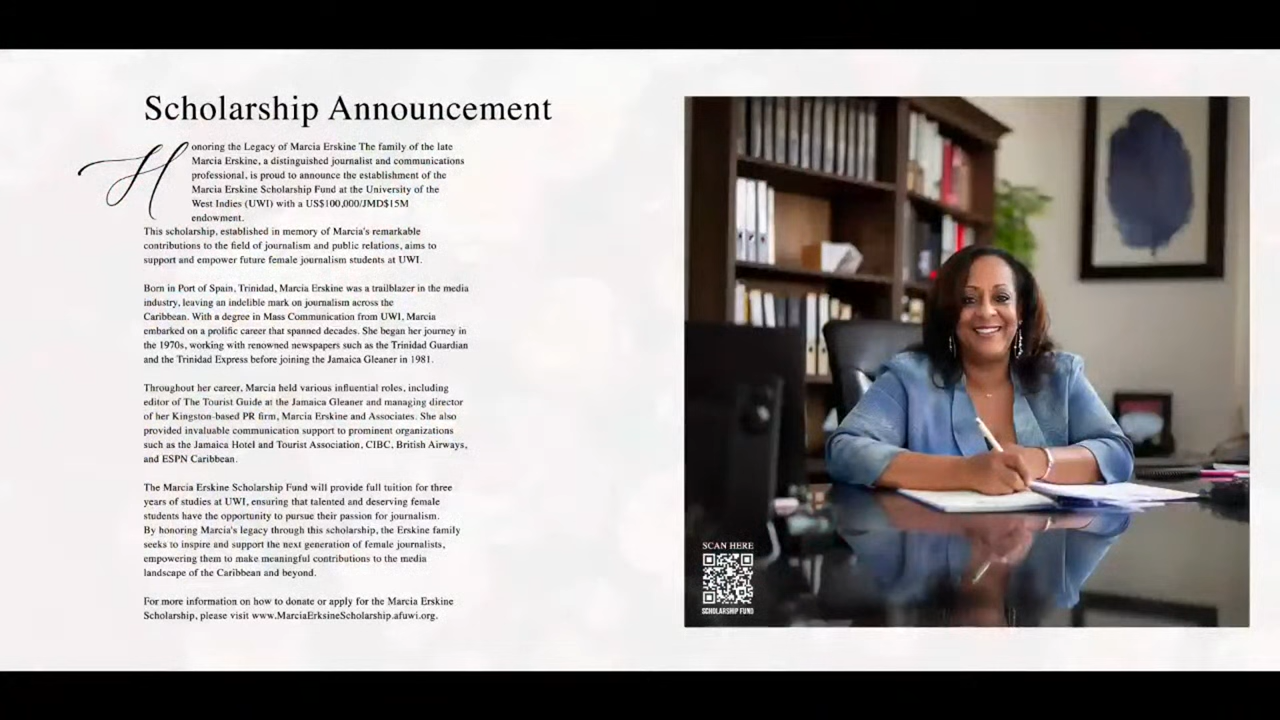 Scholarship Announcement
Honoring the Legacy of Marcia Erskine The family of the late
Marcia Erskine, a distinguished journalist and communications
professional, is proud to announce the establishment of the
Marcia Erskine Scholarship Fund at the University of the
West Indies (UWI) with a US$100,000/JMD$15M
endowment.
This scholarship, established in memory of Marcia's remarkable
contributions to the field of journalism and public relations, aims to
support and empower future female journalism students at UWI.
Born in Port of Spain, Trinidad, Marcia Erskine was a trailblazer in the media
industry, leaving an indelible mark on journalism across the
Caribbean. With a degree in Mass Communication from UWI, Marcia
embarked on a prolific career that spanned decades. She began her journey in
the 1970s, working with renowned newspapers such as the Trinidad Guardian
and the Trinidad Express before joining the Jamaica Gleaner in 1981.
Throughout her career, Marcia held various influential roles, including
editor of The Tourist Guide at the Jamaica Gleaner and managing director
of her Kingston-based PR firm, Marcia Erskine and Associates. She also
provided invaluable communication support to prominent organizations
such as the Jamaica Hotel and Tourist Association, CIBC, British Airways,
and ESPN Caribbean.
The Marcia Erskine Scholarship Fund will provide full tuition for three
years of studies at UWI, ensuring that talented and deserving female
students have the opportunity to pursue their passion for journalism.
By honoring Marcia's legacy through this scholarship, the Erskine family
seeks to inspire and support the next generation of female journalists,
empowering them to make meaningful contributions to the media
landscape of the Caribbean and beyond.
For more information on how to donate or apply for the Marcia Erskine
Scholarship, please visit www.MarciaErksineScholarship.afuwi.org.
SCAN HERE
SCHOLARSHIP FUND